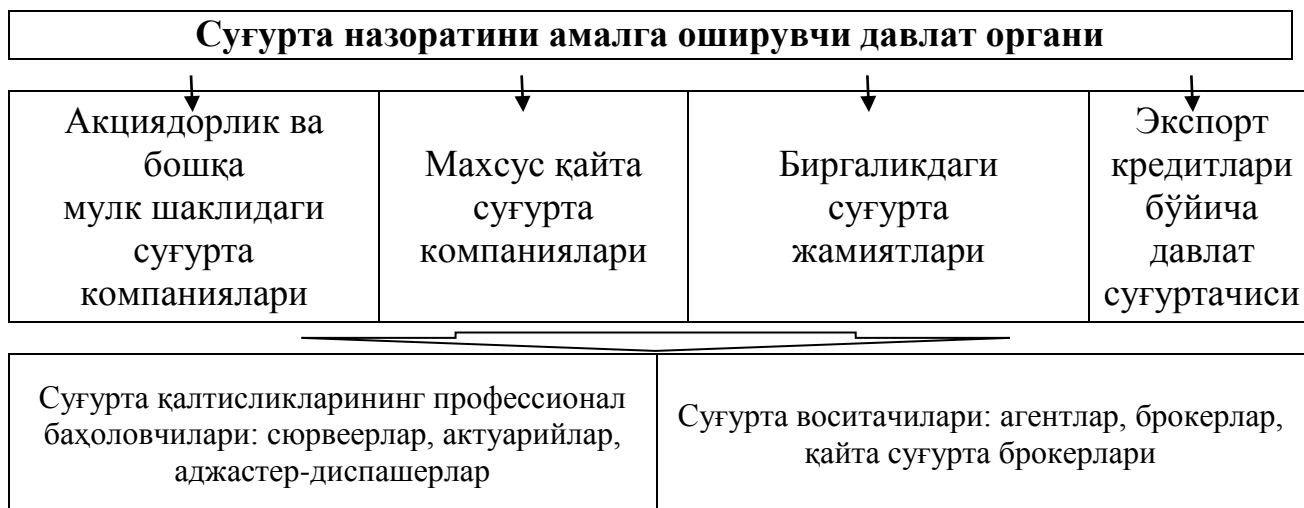 Суғурта назоратини амалга оширувчи давлат органи
Акциядорлик ва
бошқа
мулк шаклидаги
суғурта
компаниялари
Махсус қайта
суғурта
компаниялари
Биргаликдаги
суғурта
жамиятлари
Экспорт
кредитлари
бўйича
давлат
суғуртачиси
Суғурта қалтисликларининг профессионал
баҳоловчилари: сюрвеерлар, актуарийлар,
аджастер-диспашерлар
Суғурта воситачилари: агентлар, брокерлар,
қайта суғурта брокерлари